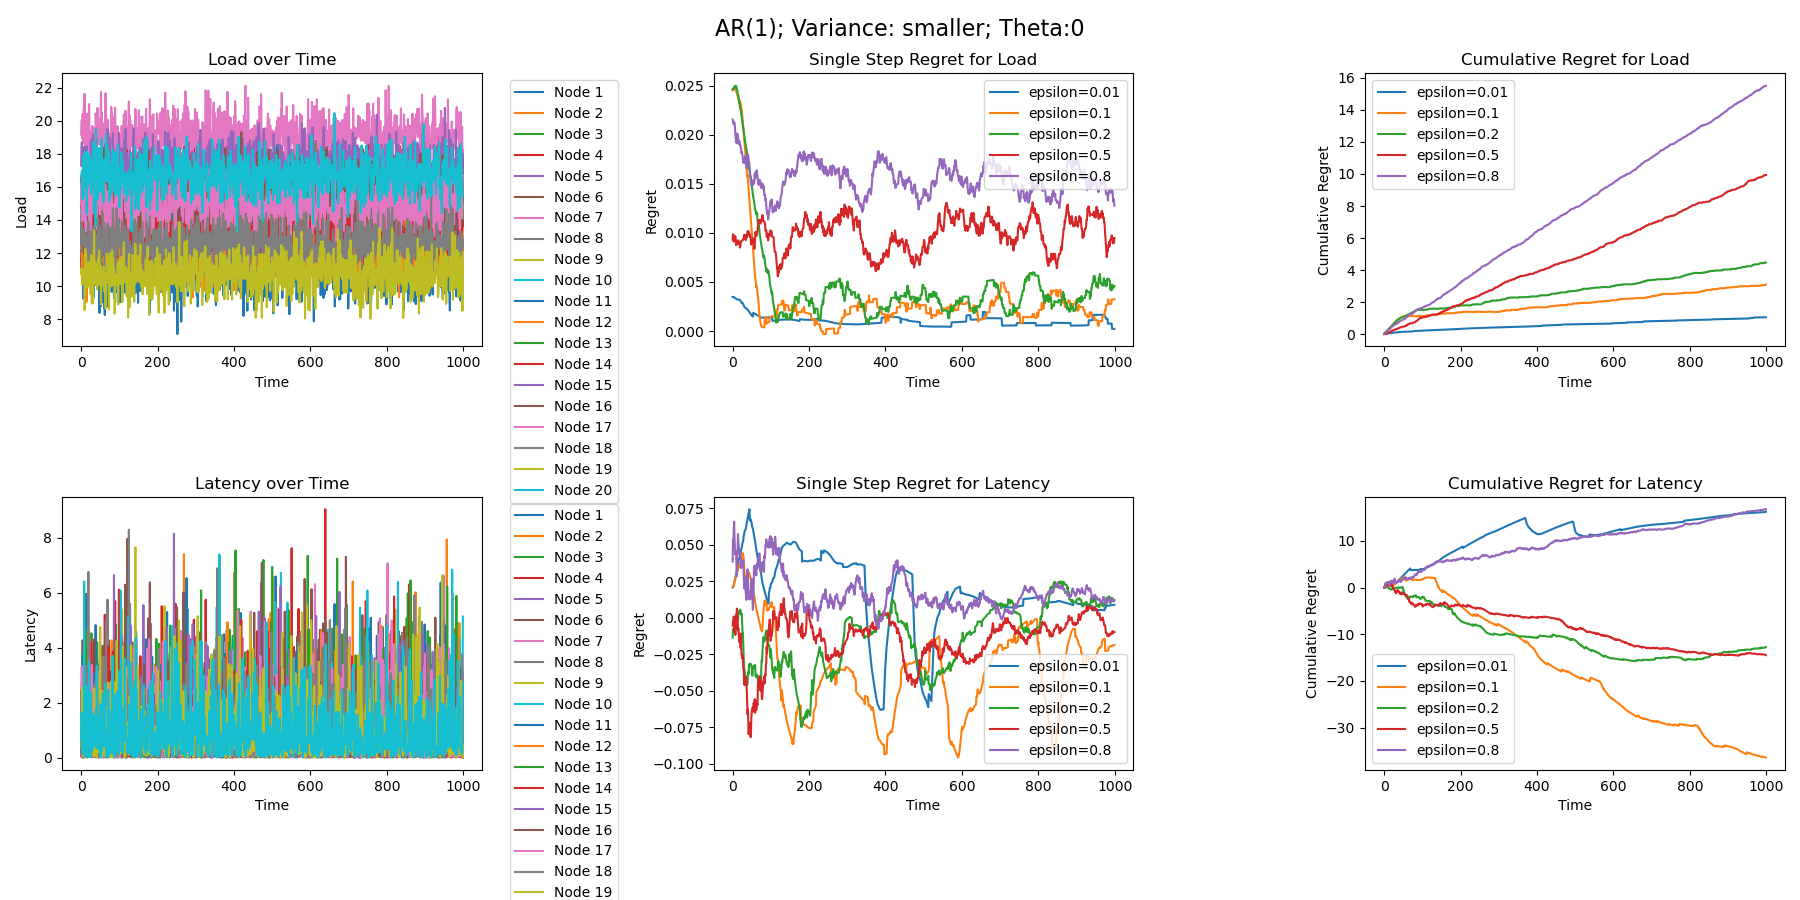 AR(1); Variance: smaller; Theta:0
Load over Time
22
20
18
16
14
12
10
8
Load
0 200 400 600 800 1000
Time
Node 1
Node 2
Node 3
Node 4
Node 5
Node 6
Node 7
Node 8
Node 9
Node 10
Node 11
Node 12
Node 13
Node 14
Node 15
Node 16
Node 17
Node 18
Node 19
Node 20
Single Step Regret for Load
0.025
0.020
0.015
0.010
0.005
0.000
Regret
epsilon=0.01
epsilon=0.1
epsilon=0.2
epsilon=0.5
epsilon=0.8
0 200 400 600 800 1000
Time
Cumulative Regret for Load
16
14
12
10
8
6
4
2
0
Cumulative Regret
epsilon=0.01
epsilon=0.1
epsilon=0.2
epsilon=0.5
epsilon=0.8
0 200 400 600 800 1000
Time
Latency over Time
8
6
4
2
0
Latency
0 200 400 600 800 1000
Time
Node 1
Node 2
Node 3
Node 4
Node 5
Node 6
Node 7
Node 8
Node 9
Node 10
Node 11
Node 12
Node 13
Node 14
Node 15
Node 16
Node 17
Node 18
Node 19
Single Step Regret for Latency
0.075
0.050
0.025
0.000
−0.025
−0.050
−0.075
−0.100
Regret
epsilon=0.01
epsilon=0.1
epsilon=0.2
epsilon=0.5
epsilon=0.8
0 200 400 600 800 1000
Time
Cumulative Regret for Latency
10
0
−10
−20
−30
Cumulative Regret
epsilon=0.01
epsilon=0.1
epsilon=0.2
epsilon=0.5
epsilon=0.8
0 200 400 600 800 1000
Time